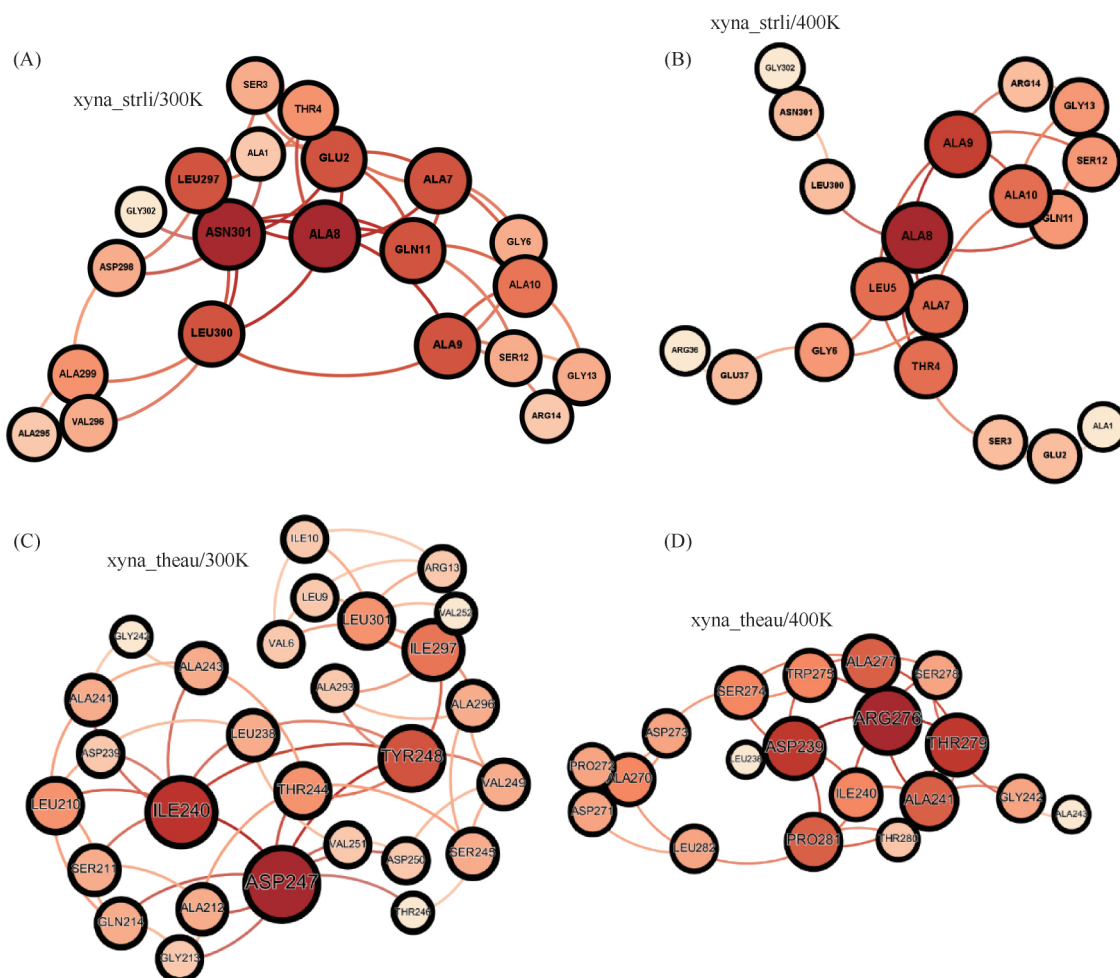 (A)
xyna_strli/300K
SER3
THR4
ALA1
GLU2
LEU297
ALA7
GLY302
ASN301
ALA8
GLN11
GLY6
ASP298
ALA10
LEU300
ALA9
SER12
ALA299
GLY13
ALA295
VAL296
ARG14
(B)
xyna_strli/400K
GLY302
ASN301
ARG14
GLY13
ALA9
SER12
LEU300
ALA10
GLN11
ALA8
LEU5
ALA7
ARG36
GLU37
GLY6
THR4
SER3
GLU2
ALA1
(C)
xyna_theau/300K
ILE10
ARG13
LEU9
VAL252
LEU301
GLY242
VAL6
ILE297
ALA243
ALA293
ALA241
ALA296
LEU238
ASP239
TYR248
VAL249
THR244
LEU210
ILE240
VAL251
SER245
ASP250
SER211
ASP247
ALA212
THR246
GLN214
GLY213
(D)
xyna_theau/400K
ALA277
TRP275
SER278
SER274
ARG276
ASP273
ASP239
THR279
LEU238
PRO272
ALA270
ILE240
ALA241
GLY242
ASP271
ALA243
PRO281
THR280
LEU282